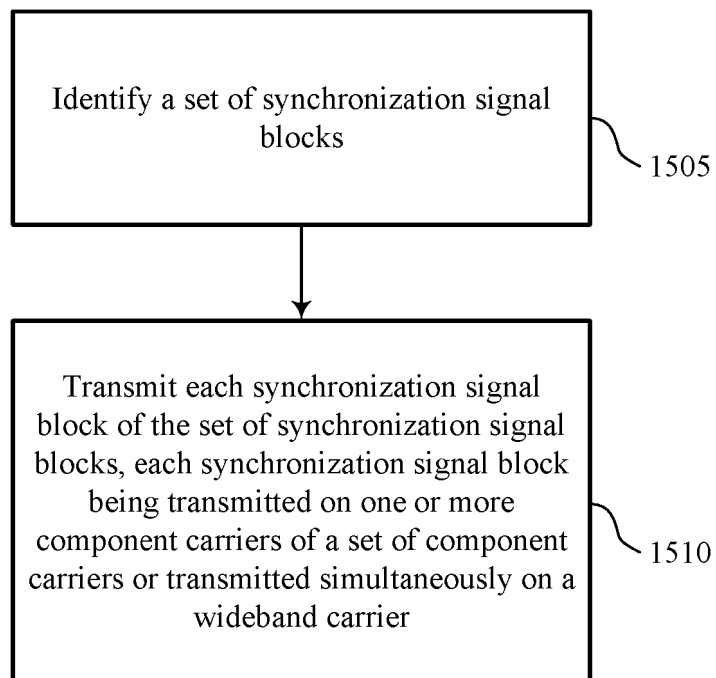 Identify a set of synchronization signal
blocks
1505
Transmit each synchronization signal
block of the set of synchronization signal
blocks, each synchronization signal block
being transmitted on one or more
component carriers of a set of component
carriers or transmitted simultaneously on a
wideband carrier
1510